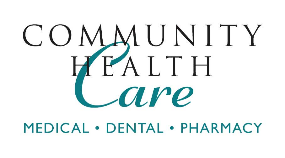 COMMUNITY
HEALTH
Care
MEDICAL • DENTAL • PHARMACY